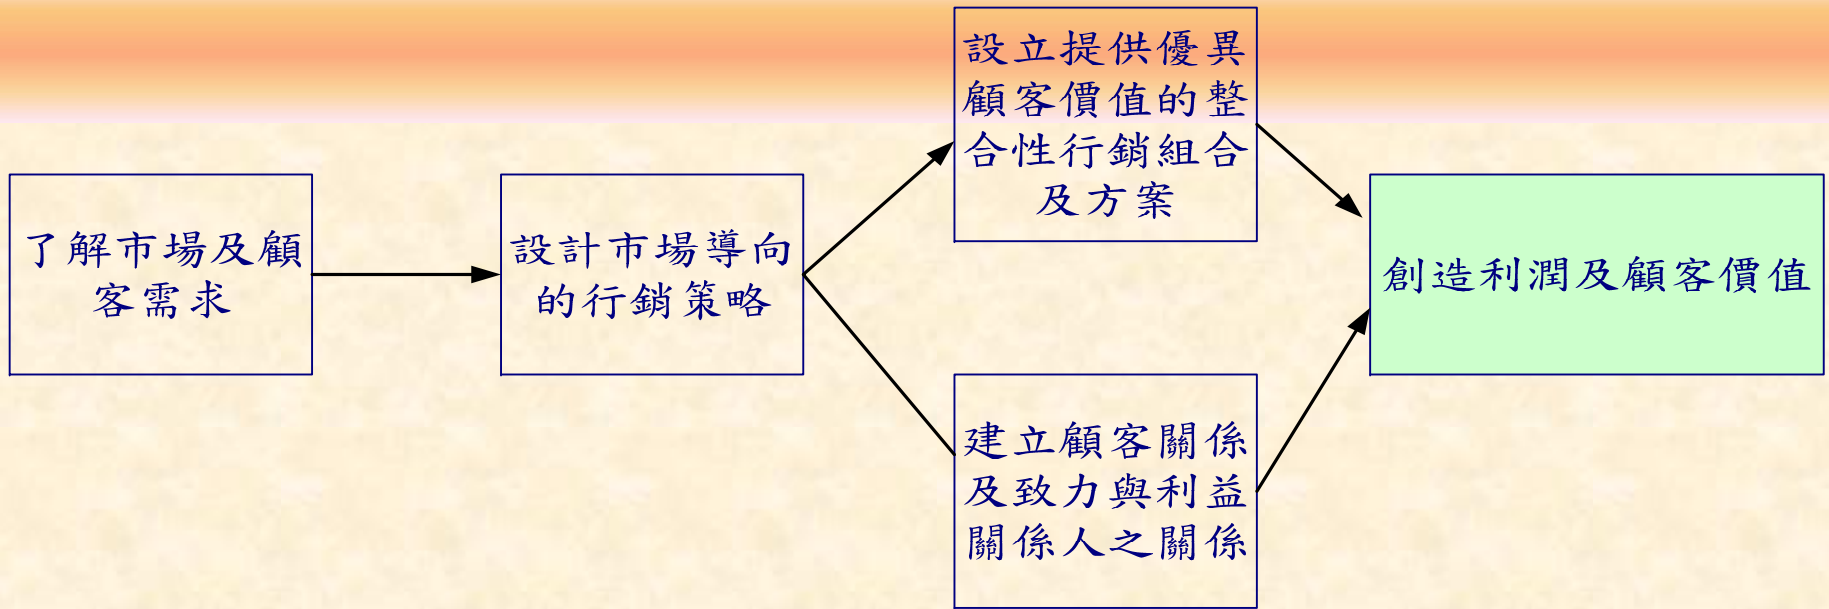 了解市場及顧
客需求
設計市場導向
的行銷策略
設立提供優異
顧客價值的整
合性行銷組合
及方案
建立顧客關係
及致力與利益
關係人之關係
創造利潤及顧客價值